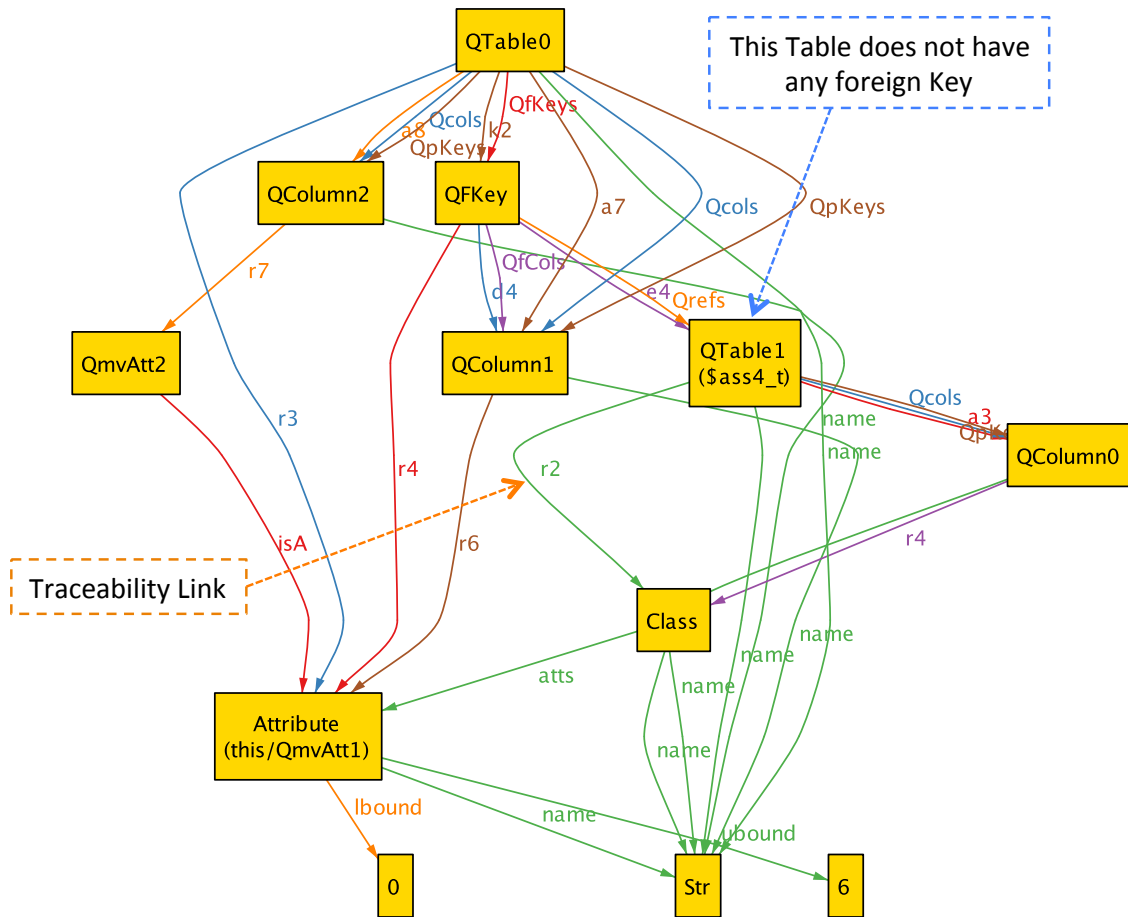 QTable0
This Table does not have
any foreign Key
QfKeys
a8
Qcols
k2
QpKeys
QColumn2
QFKey
a7
Qcols
QpKeys
r7
QfCols
d4
e4
Qrefs
QmvAtt2
QColumn1
QTable1
($ass4_t)
Qcols
a3
r3
name
name
QColumn0
r4
r2
r6
isA
r4
Traceability Link
Class
name
name
atts
name
name
Attribute
(this/QmvAtt1)
lbound
name
ubound
0
Str
6